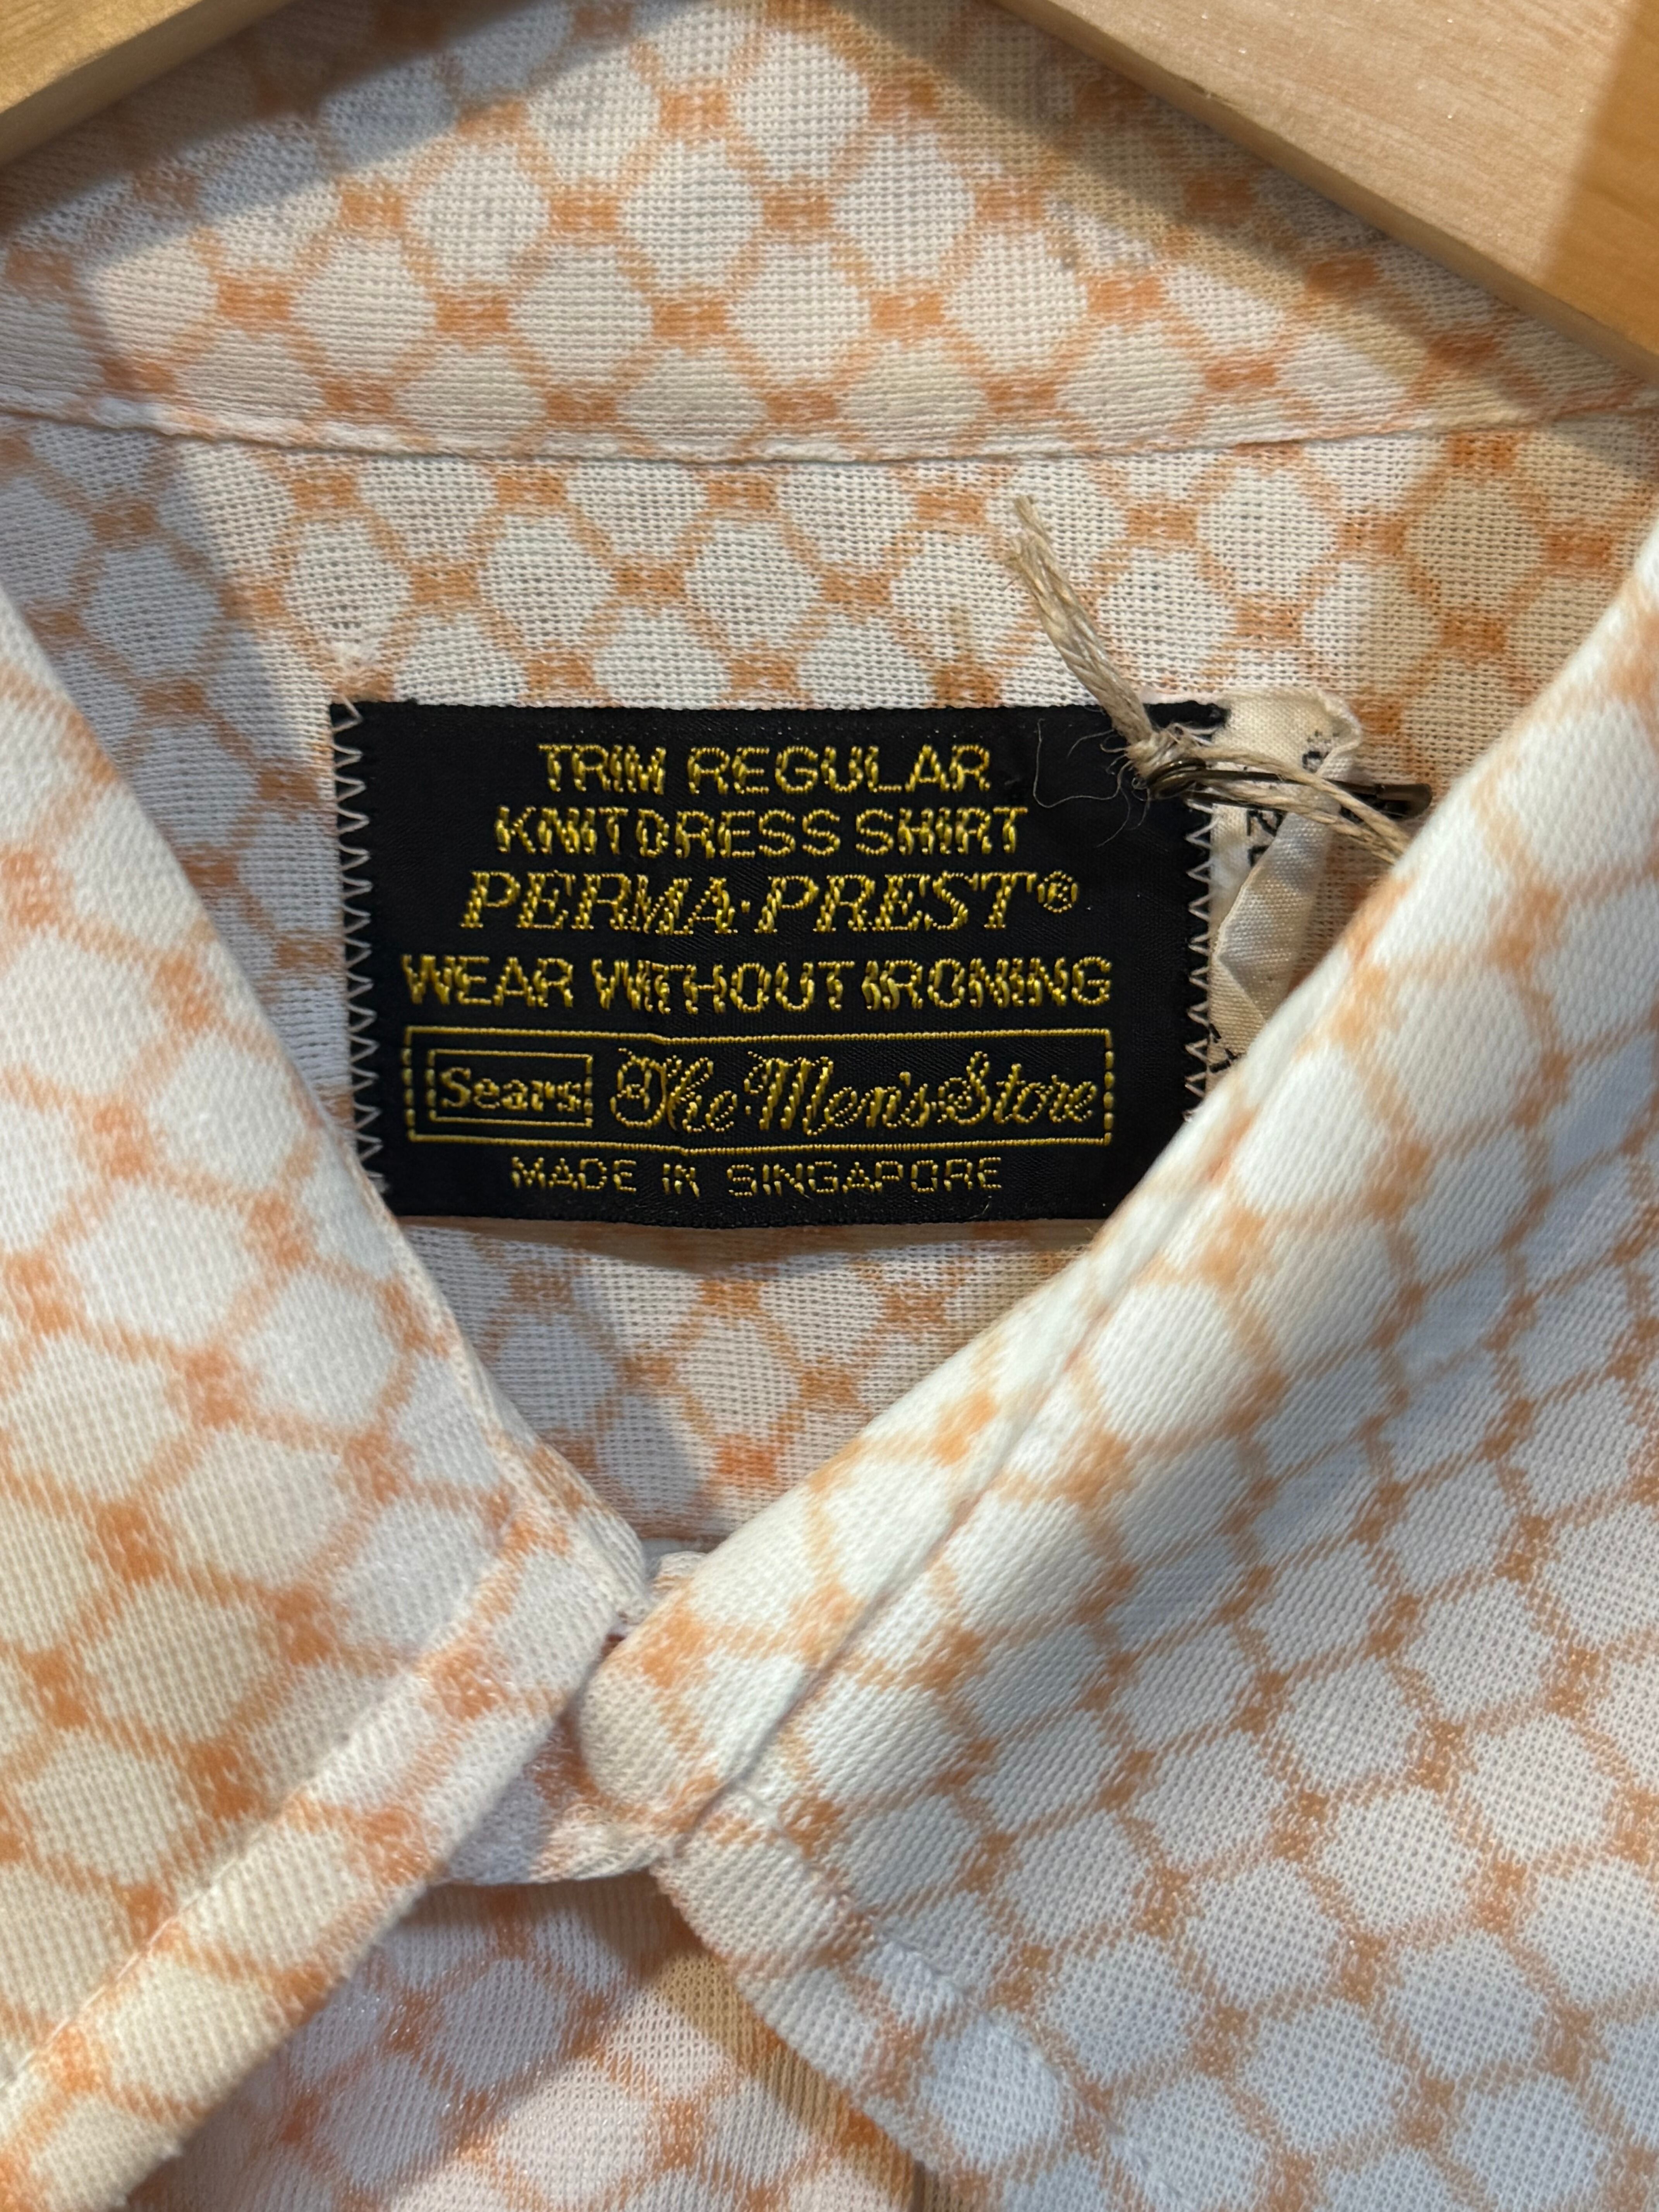 TRIM REGULAR
KNIT DRESS SHIRT
PERMA·PREST®
WEAR WITHOUT IRONING
Sears The Men's Store
MADE IN SINGAPORE